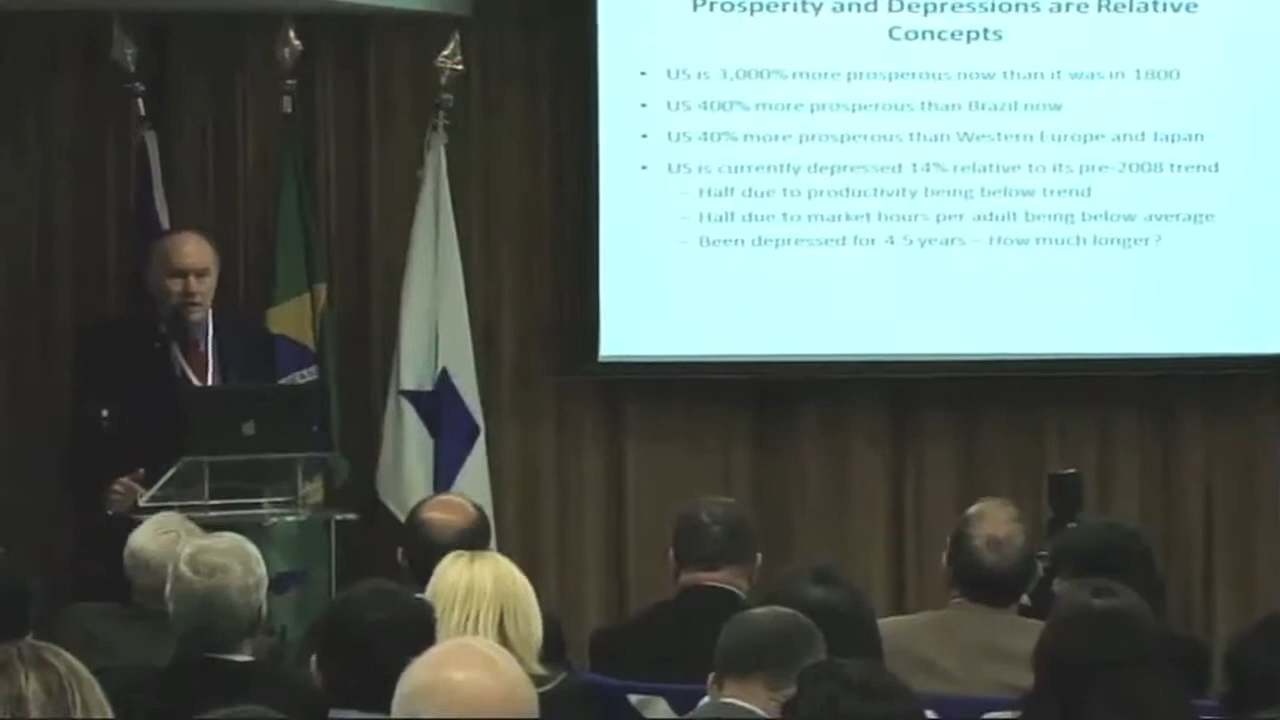 Prosperity and Depressions are Relative
Concepts
• US is 3,000% more prosperous now than it was in 1800
• US 400% more prosperous than Brazil now
• US 40% more prosperous than Western Europe and Japan
• US is currently depressed 14% relative to its pre-2008 trend
– Half due to productivity being below trend
– Half due to market hours per adult being below average
– Been depressed for 4.5 years – How much longer?